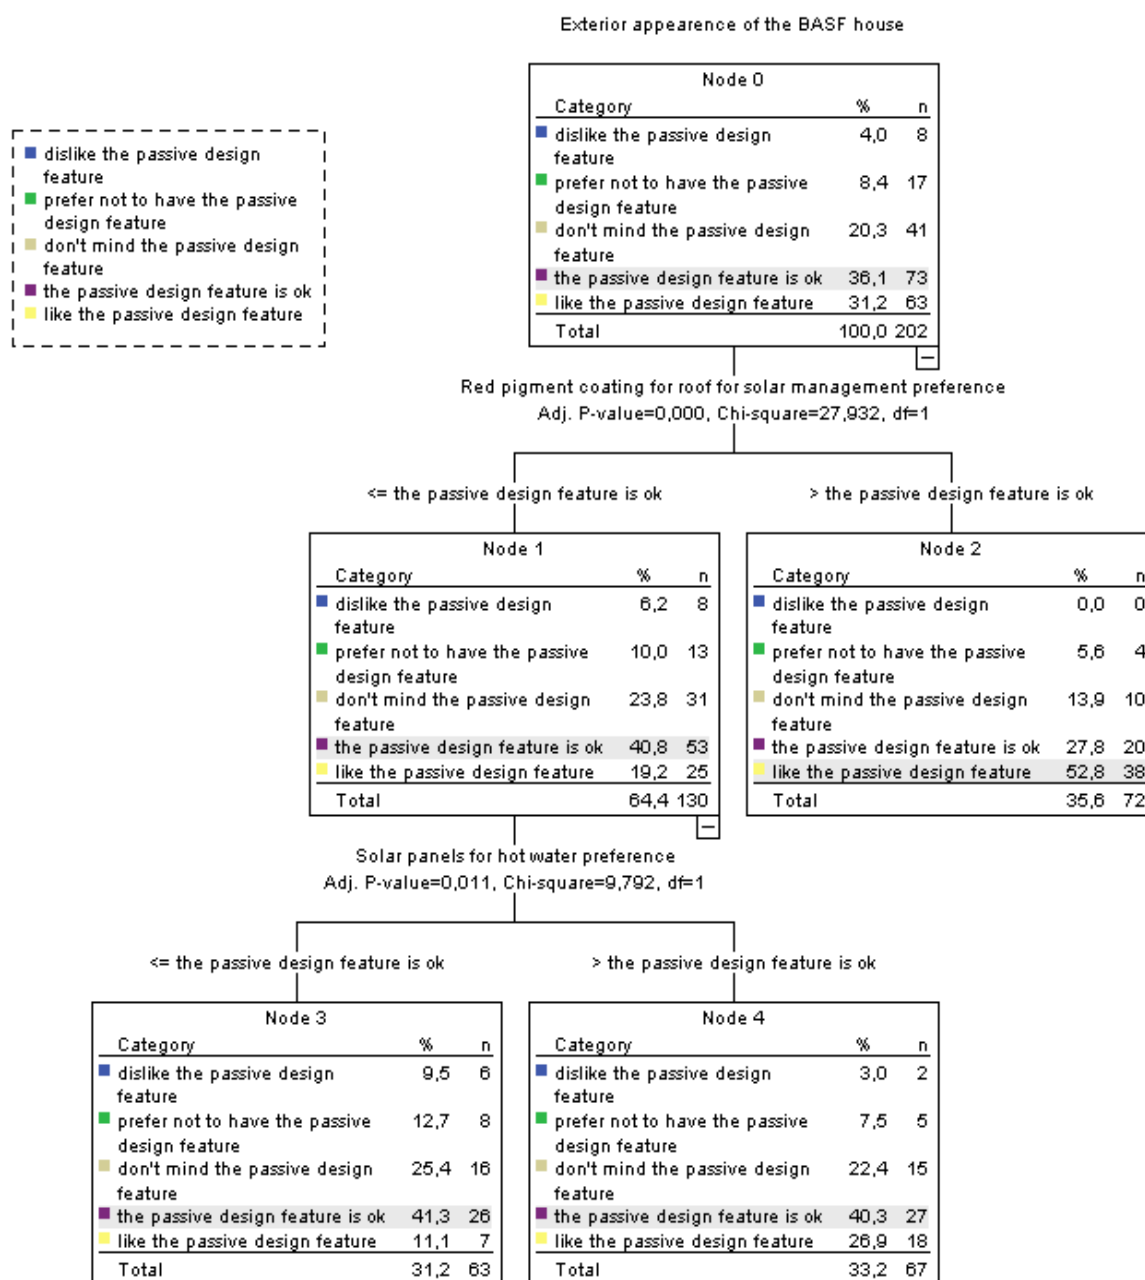 Exterior appearence of the BASF house
dislike the passive design
feature
prefer not to have the passive
design feature
don't mind the passive design
feature
the passive design feature is ok
like the passive design feature
Node 0
Category % n
dislike the passive design 4,0 8
feature
prefer not to have the passive 8,4 17
design feature
don't mind the passive design 20,3 41
feature
the passive design feature is ok 36,1 73
like the passive design feature 31,2 63
Total 100,0 202
Red pigment coating for roof for solar management preference
Adj. P-value=0,000, Chi-square=27,932, df=1
<= the passive design feature is ok
> the passive design feature is ok
Node 1
Category % n
dislike the passive design 6,2 8
feature
prefer not to have the passive 10,0 13
design feature
don't mind the passive design 23,8 31
feature
the passive design feature is ok 40,8 53
like the passive design feature 19,2 25
Total 64,4 130
Node 2
Category % n
dislike the passive design 0,0 0
feature
prefer not to have the passive 5,6 4
design feature
don't mind the passive design 13,9 10
feature
the passive design feature is ok 27,8 20
like the passive design feature 52,8 38
Total 35,6 72
Solar panels for hot water preference
Adj. P-value=0,011, Chi-square=9,792, df=1
<= the passive design feature is ok
> the passive design feature is ok
Node 3
Category % n
dislike the passive design 9,5 6
feature
prefer not to have the passive 12,7 8
design feature
don't mind the passive design 25,4 16
feature
the passive design feature is ok 41,3 26
like the passive design feature 11,1 7
Total 31,2 63
Node 4
Category % n
dislike the passive design 3,0 2
feature
prefer not to have the passive 7,5 5
design feature
don't mind the passive design 22,4 15
feature
the passive design feature is ok 40,3 27
like the passive design feature 26,9 18
Total 33,2 67